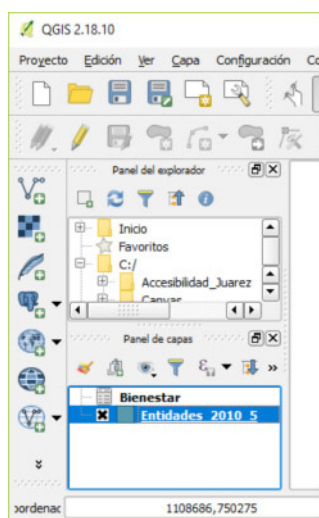 QGIS 2.18.10
Proyecto Edición Ver Capa Configuración Co
Panel del explorador
Inicio
Favoritos
C:/
Accesibilidad_Juarez
Canvas
Panel de capas
Bienestar
Entidades_2010_5
oordenac 1108686,750275